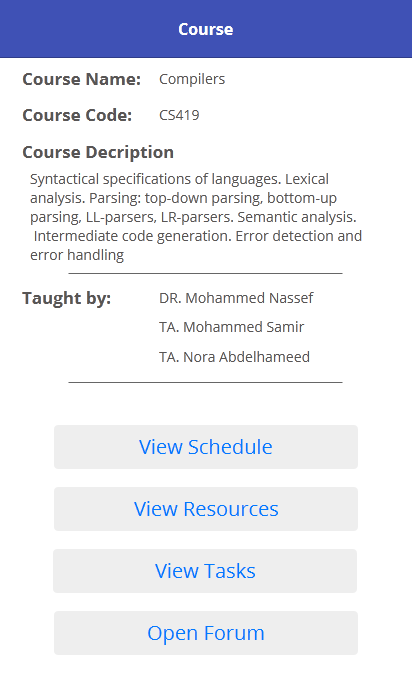 Course
Course Name: Compilers
Course Code: CS419
Course Decription
Syntactical specifications of languages. Lexical
analysis. Parsing: top-down parsing, bottom-up
parsing, LL-parsers, LR-parsers. Semantic analysis.
Intermediate code generation. Error detection and
error handling
Taught by: DR. Mohammed Nassef
TA. Mohammed Samir
TA. Nora Abdelhameed
View Schedule
View Resources
View Tasks
Open Forum